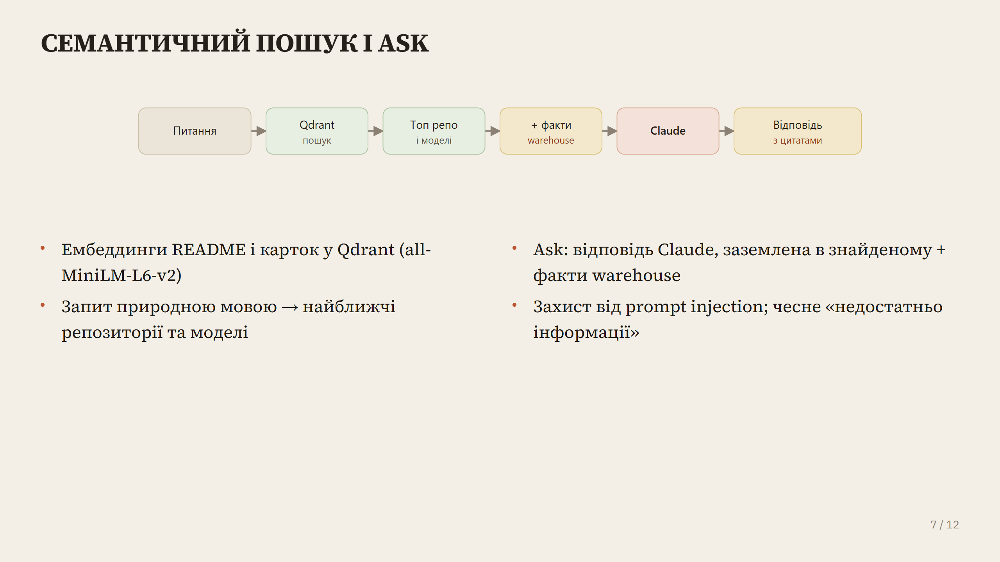 СЕМАНТИЧНИЙ ПОШУК І ASK
Питання
Qdrant
пошук
Топ репо
і моделі
+ факти
warehouse
Claude
Відповідь
з цитатами
• Ембеддинги README і карток у Qdrant (all-
MiniLM-L6-v2)
• Запит природною мовою → найближчі
репозиторії та моделі
• Ask: відповідь Claude, заземлена в знайденому +
факти warehouse
• Захист від prompt injection; чесне «недостатньо
інформації»
7 / 12